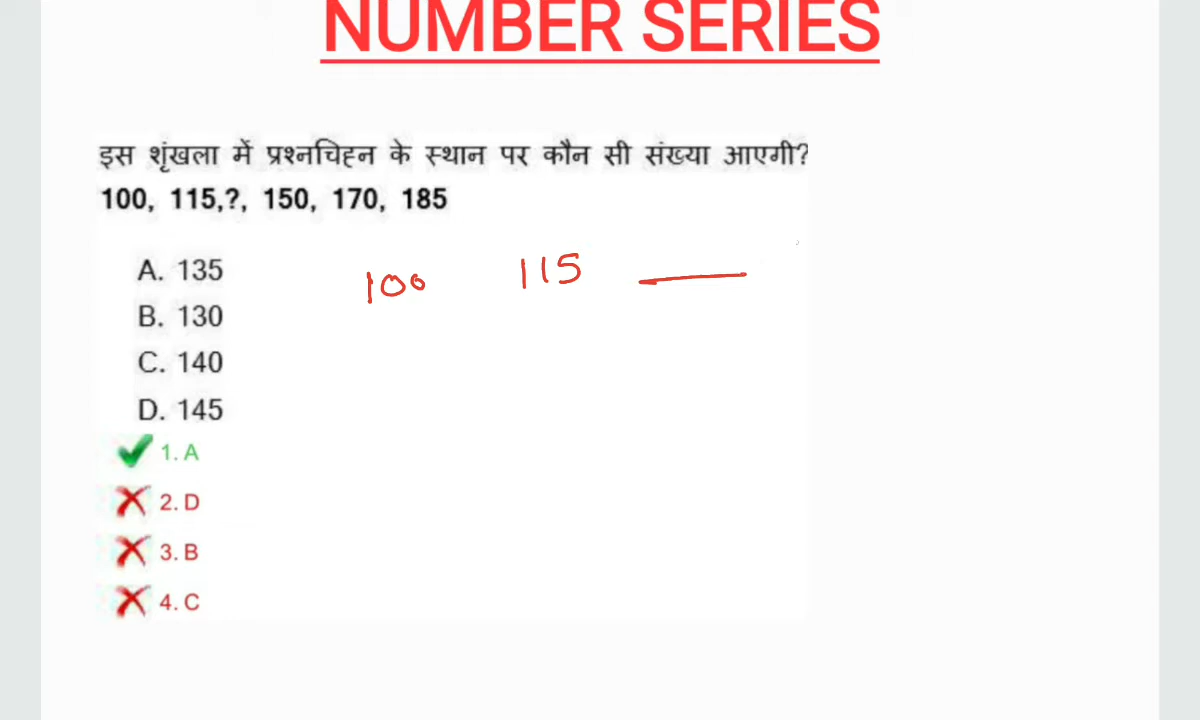 NUMBER SERIES
इस शृंखला में प्रश्नचिह्न के स्थान पर कौन सी संख्या आएगी?
100, 115,?, 150, 170, 185
A. 135
100 115
B. 130
C. 140
D. 145
1. A
2. D
3. B
4. C